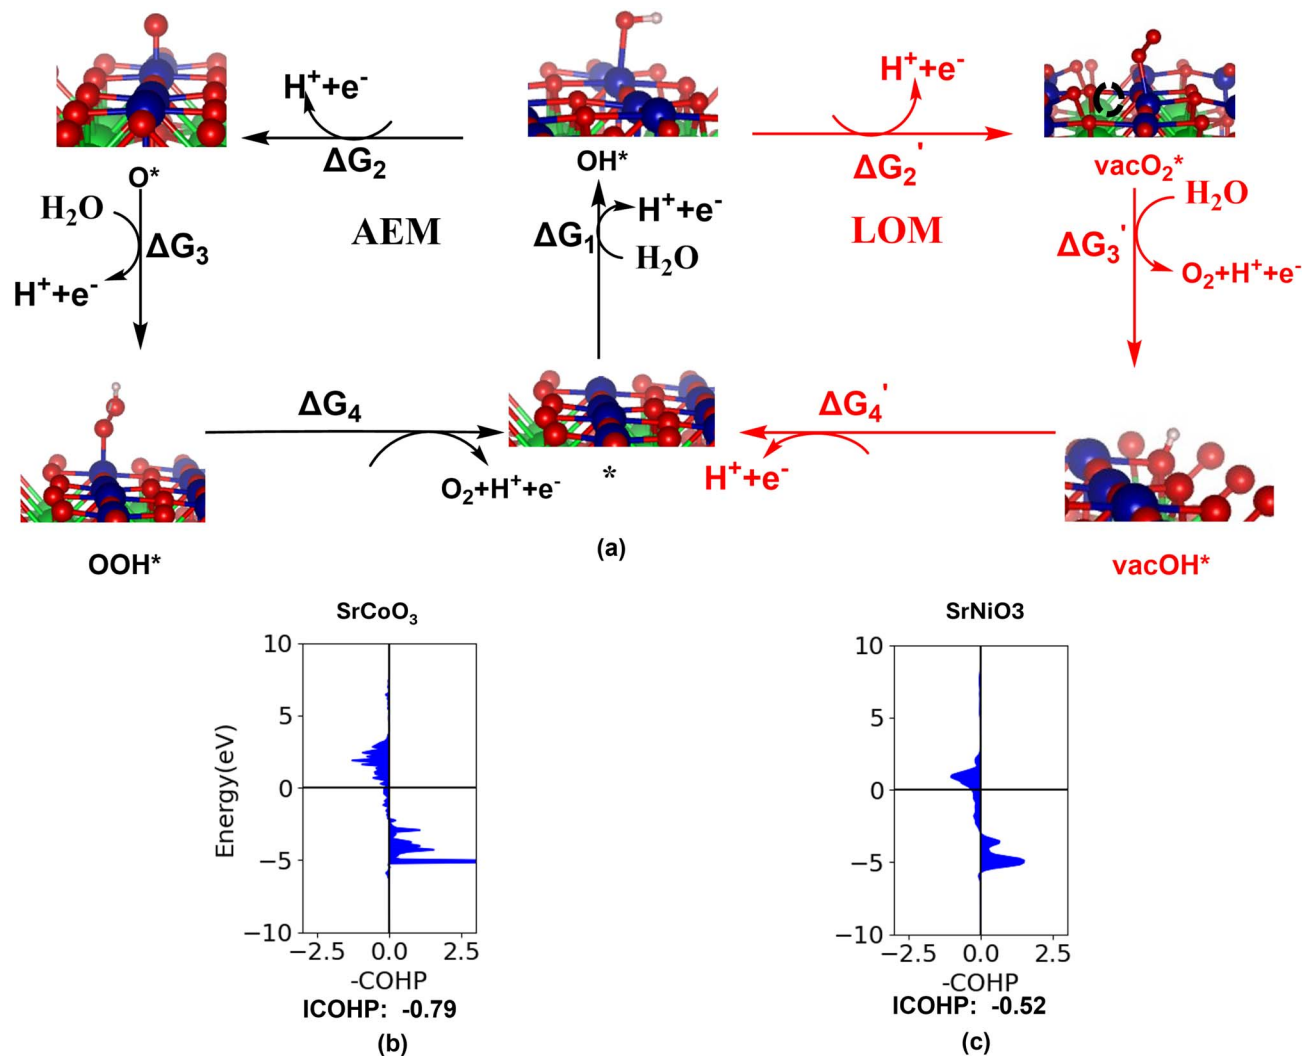 H⁺+e⁻
ΔG₂
O*
OH*
H⁺+e⁻
ΔG₂'
vacO₂*
H₂O
ΔG₃
H⁺+e⁻
AEM
ΔG₁
H⁺+e⁻
H₂O
LOM
ΔG₃'
H₂O
O₂+H⁺+e⁻
ΔG₄
O₂+H⁺+e⁻
*
ΔG₄'
H⁺+e⁻
OOH*
(a)
vacOH*
SrCoO₃
10
5
0
−5
−10
Energy(eV)
−2.5 0.0 2.5
-COHP
ICOHP: -0.79
(b)
SrNiO3
10
5
0
−5
−10
−2.5 0.0 2.5
-COHP
ICOHP: -0.52
(c)